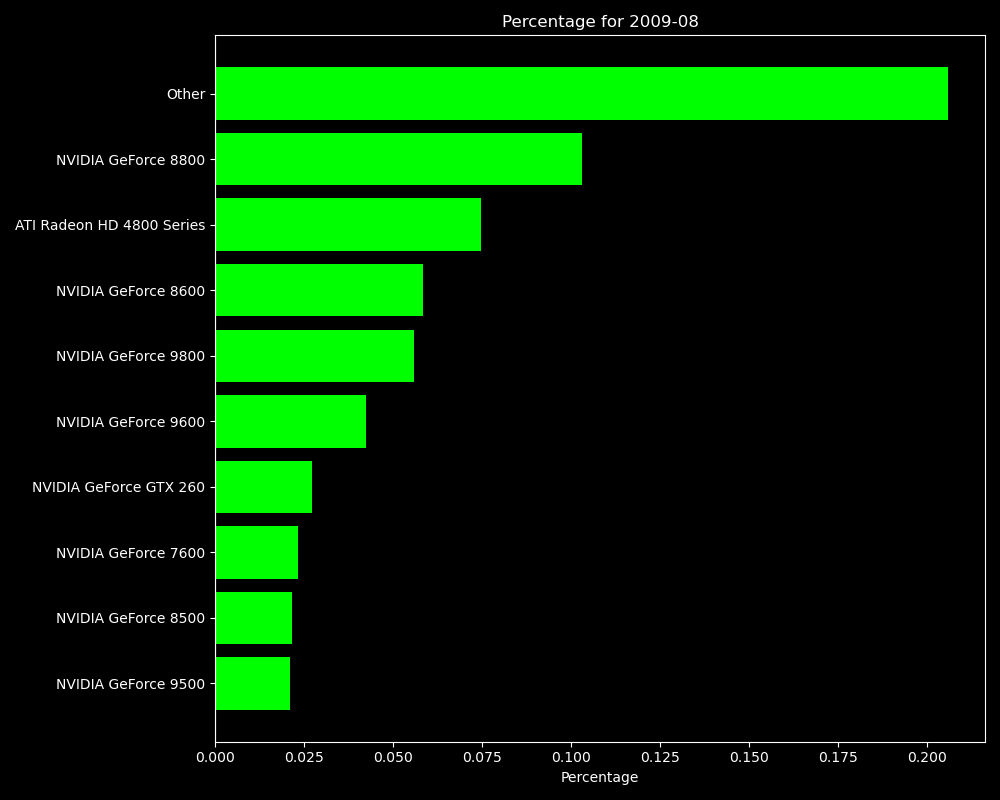 Percentage for 2009-08
Other
NVIDIA GeForce 8800
ATI Radeon HD 4800 Series
NVIDIA GeForce 8600
NVIDIA GeForce 9800
NVIDIA GeForce 9600
NVIDIA GeForce GTX 260
NVIDIA GeForce 7600
NVIDIA GeForce 8500
NVIDIA GeForce 9500
0.000 0.025 0.050 0.075 0.100 0.125 0.150 0.175 0.200
Percentage